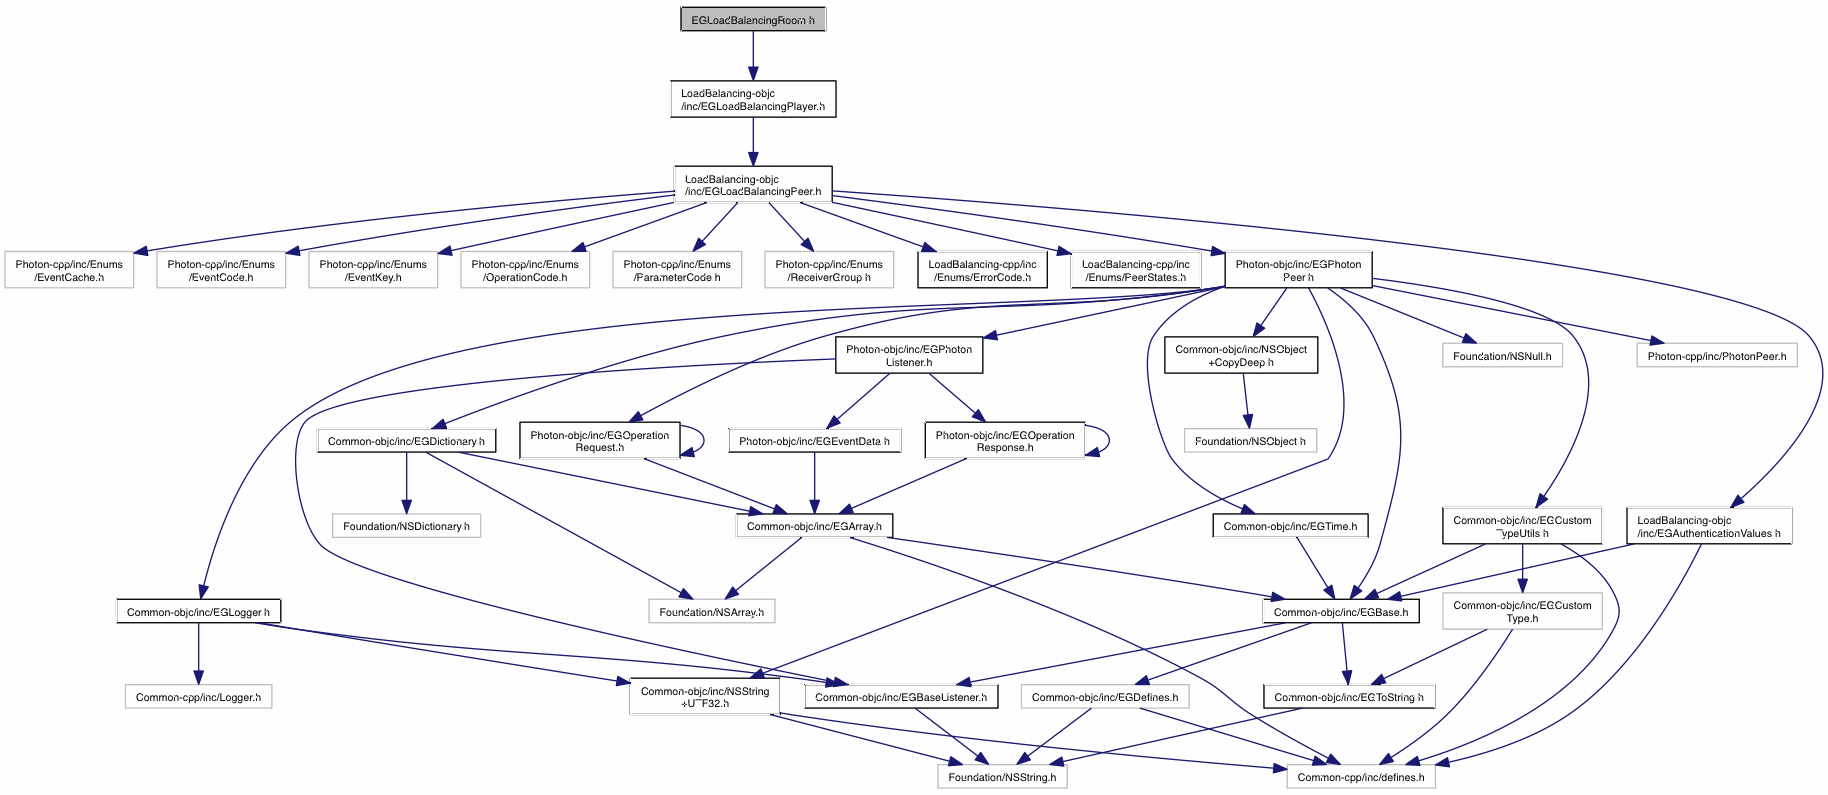 EGLoadBalancingRoom.h
LoadBalancing-objc
/inc/EGLoadBalancingPlayer.h
LoadBalancing-objc
/inc/EGLoadBalancingPeer.h
Photon-cpp/inc/Enums
/EventCache.h
Photon-cpp/inc/Enums
/EventCode.h
Photon-cpp/inc/Enums
/EventKey.h
Photon-cpp/inc/Enums
/OperationCode.h
Photon-cpp/inc/Enums
/ParameterCode.h
Photon-cpp/inc/Enums
/ReceiverGroup.h
LoadBalancing-cpp/inc
/Enums/ErrorCode.h
LoadBalancing-cpp/inc
/Enums/PeerStates.h
Photon-objc/inc/EGPhoton
Peer.h
Photon-objc/inc/EGPhoton
Listener.h
Common-objc/inc/NSObject
+CopyDeep.h
Foundation/NSNull.h
Photon-cpp/inc/PhotonPeer.h
Common-objc/inc/EGDictionary.h
Photon-objc/inc/EGOperation
Request.h
Photon-objc/inc/EGEventData.h
Photon-objc/inc/EGOperation
Response.h
Foundation/NSObject.h
Foundation/NSDictionary.h
Common-objc/inc/EGArray.h
Common-objc/inc/EGTime.h
Common-objc/inc/EGCustom
TypeUtils.h
LoadBalancing-objc
/inc/EGAuthenticationValues.h
Common-objc/inc/EGLogger.h
Foundation/NSArray.h
Common-objc/inc/EGBase.h
Common-objc/inc/EGCustom
Type.h
Common-cpp/inc/Logger.h
Common-objc/inc/NSString
+UTF32.h
Common-objc/inc/EGBaseListener.h
Common-objc/inc/EGDefines.h
Common-objc/inc/EGToString.h
Foundation/NSString.h
Common-cpp/inc/defines.h